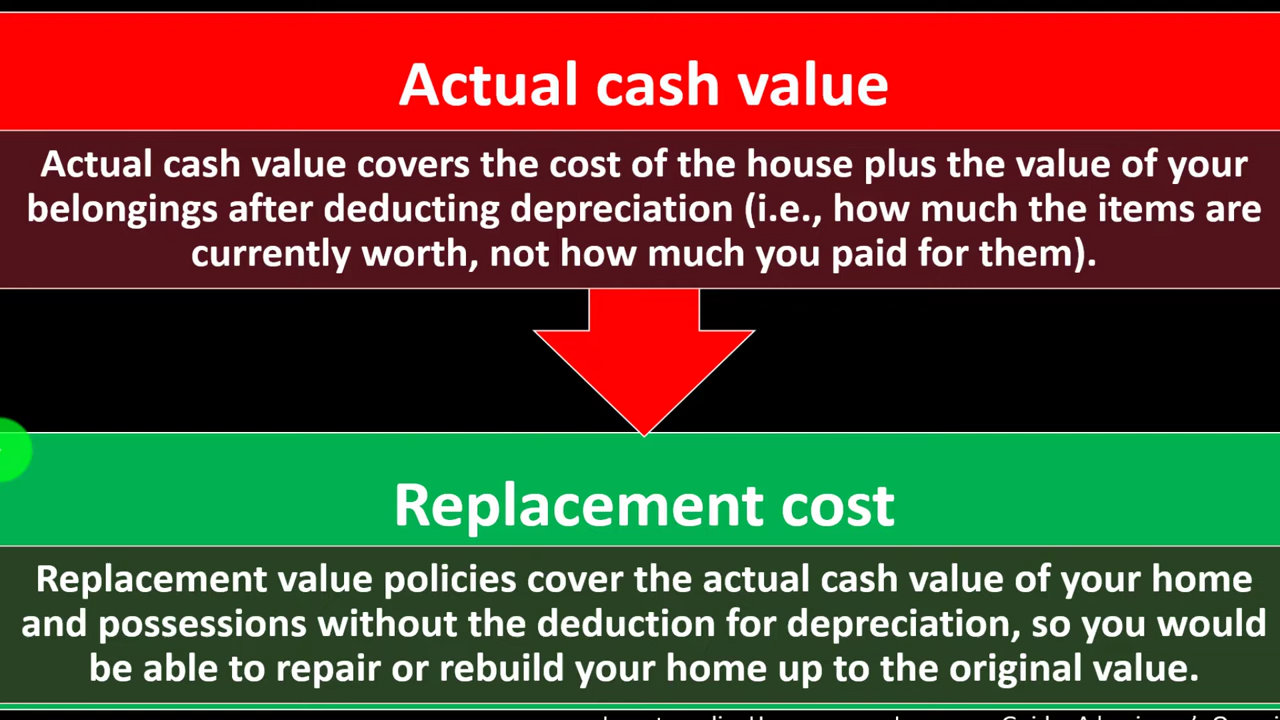 Actual cash value
Actual cash value covers the cost of the house plus the value of your
belongings after deducting depreciation (i.e., how much the items are
currently worth, not how much you paid for them).
Replacement cost
Replacement value policies cover the actual cash value of your home
and possessions without the deduction for depreciation, so you would
be able to repair or rebuild your home up to the original value.